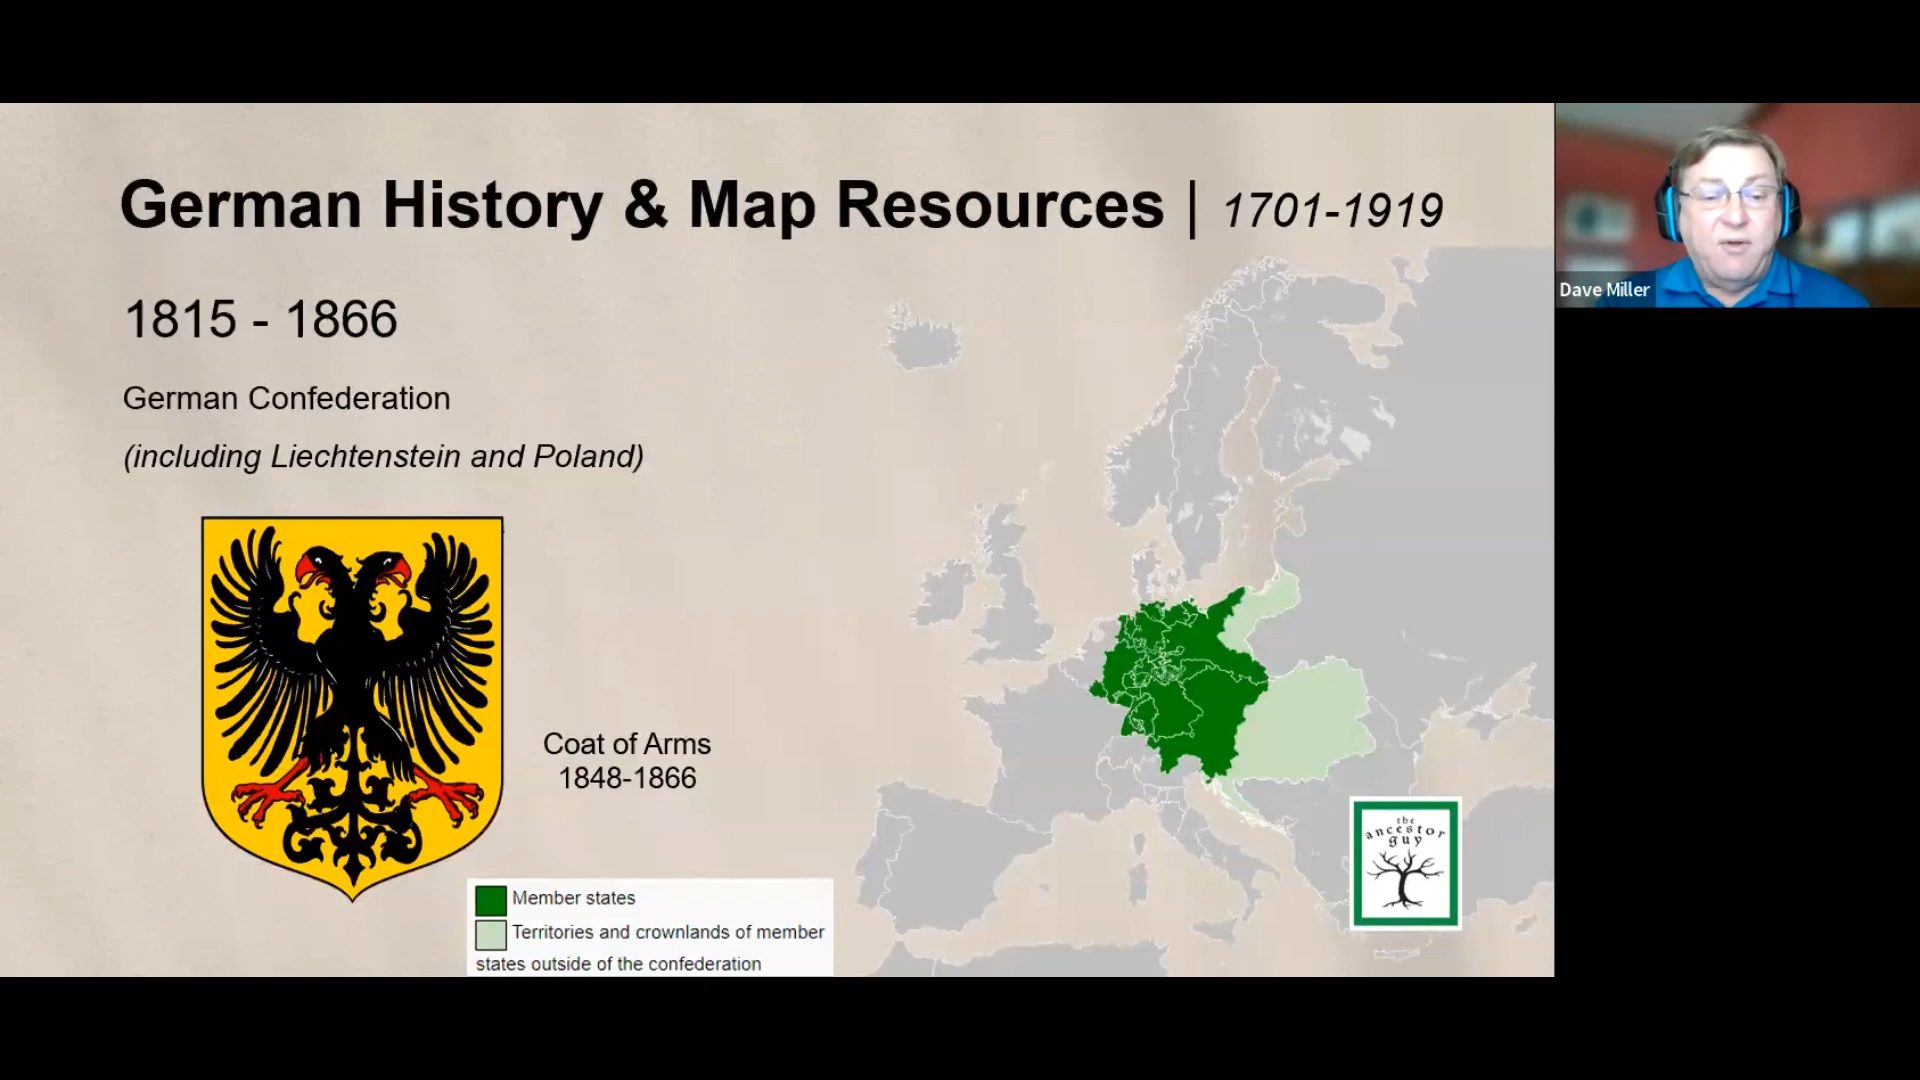 German History & Map Resources | 1701-1919
1815 - 1866
German Confederation
(including Liechtenstein and Poland)
Coat of Arms
1848-1866
Member states
Territories and crownlands of member
states outside of the confederation
the
ancestor
guy
Dave Miller